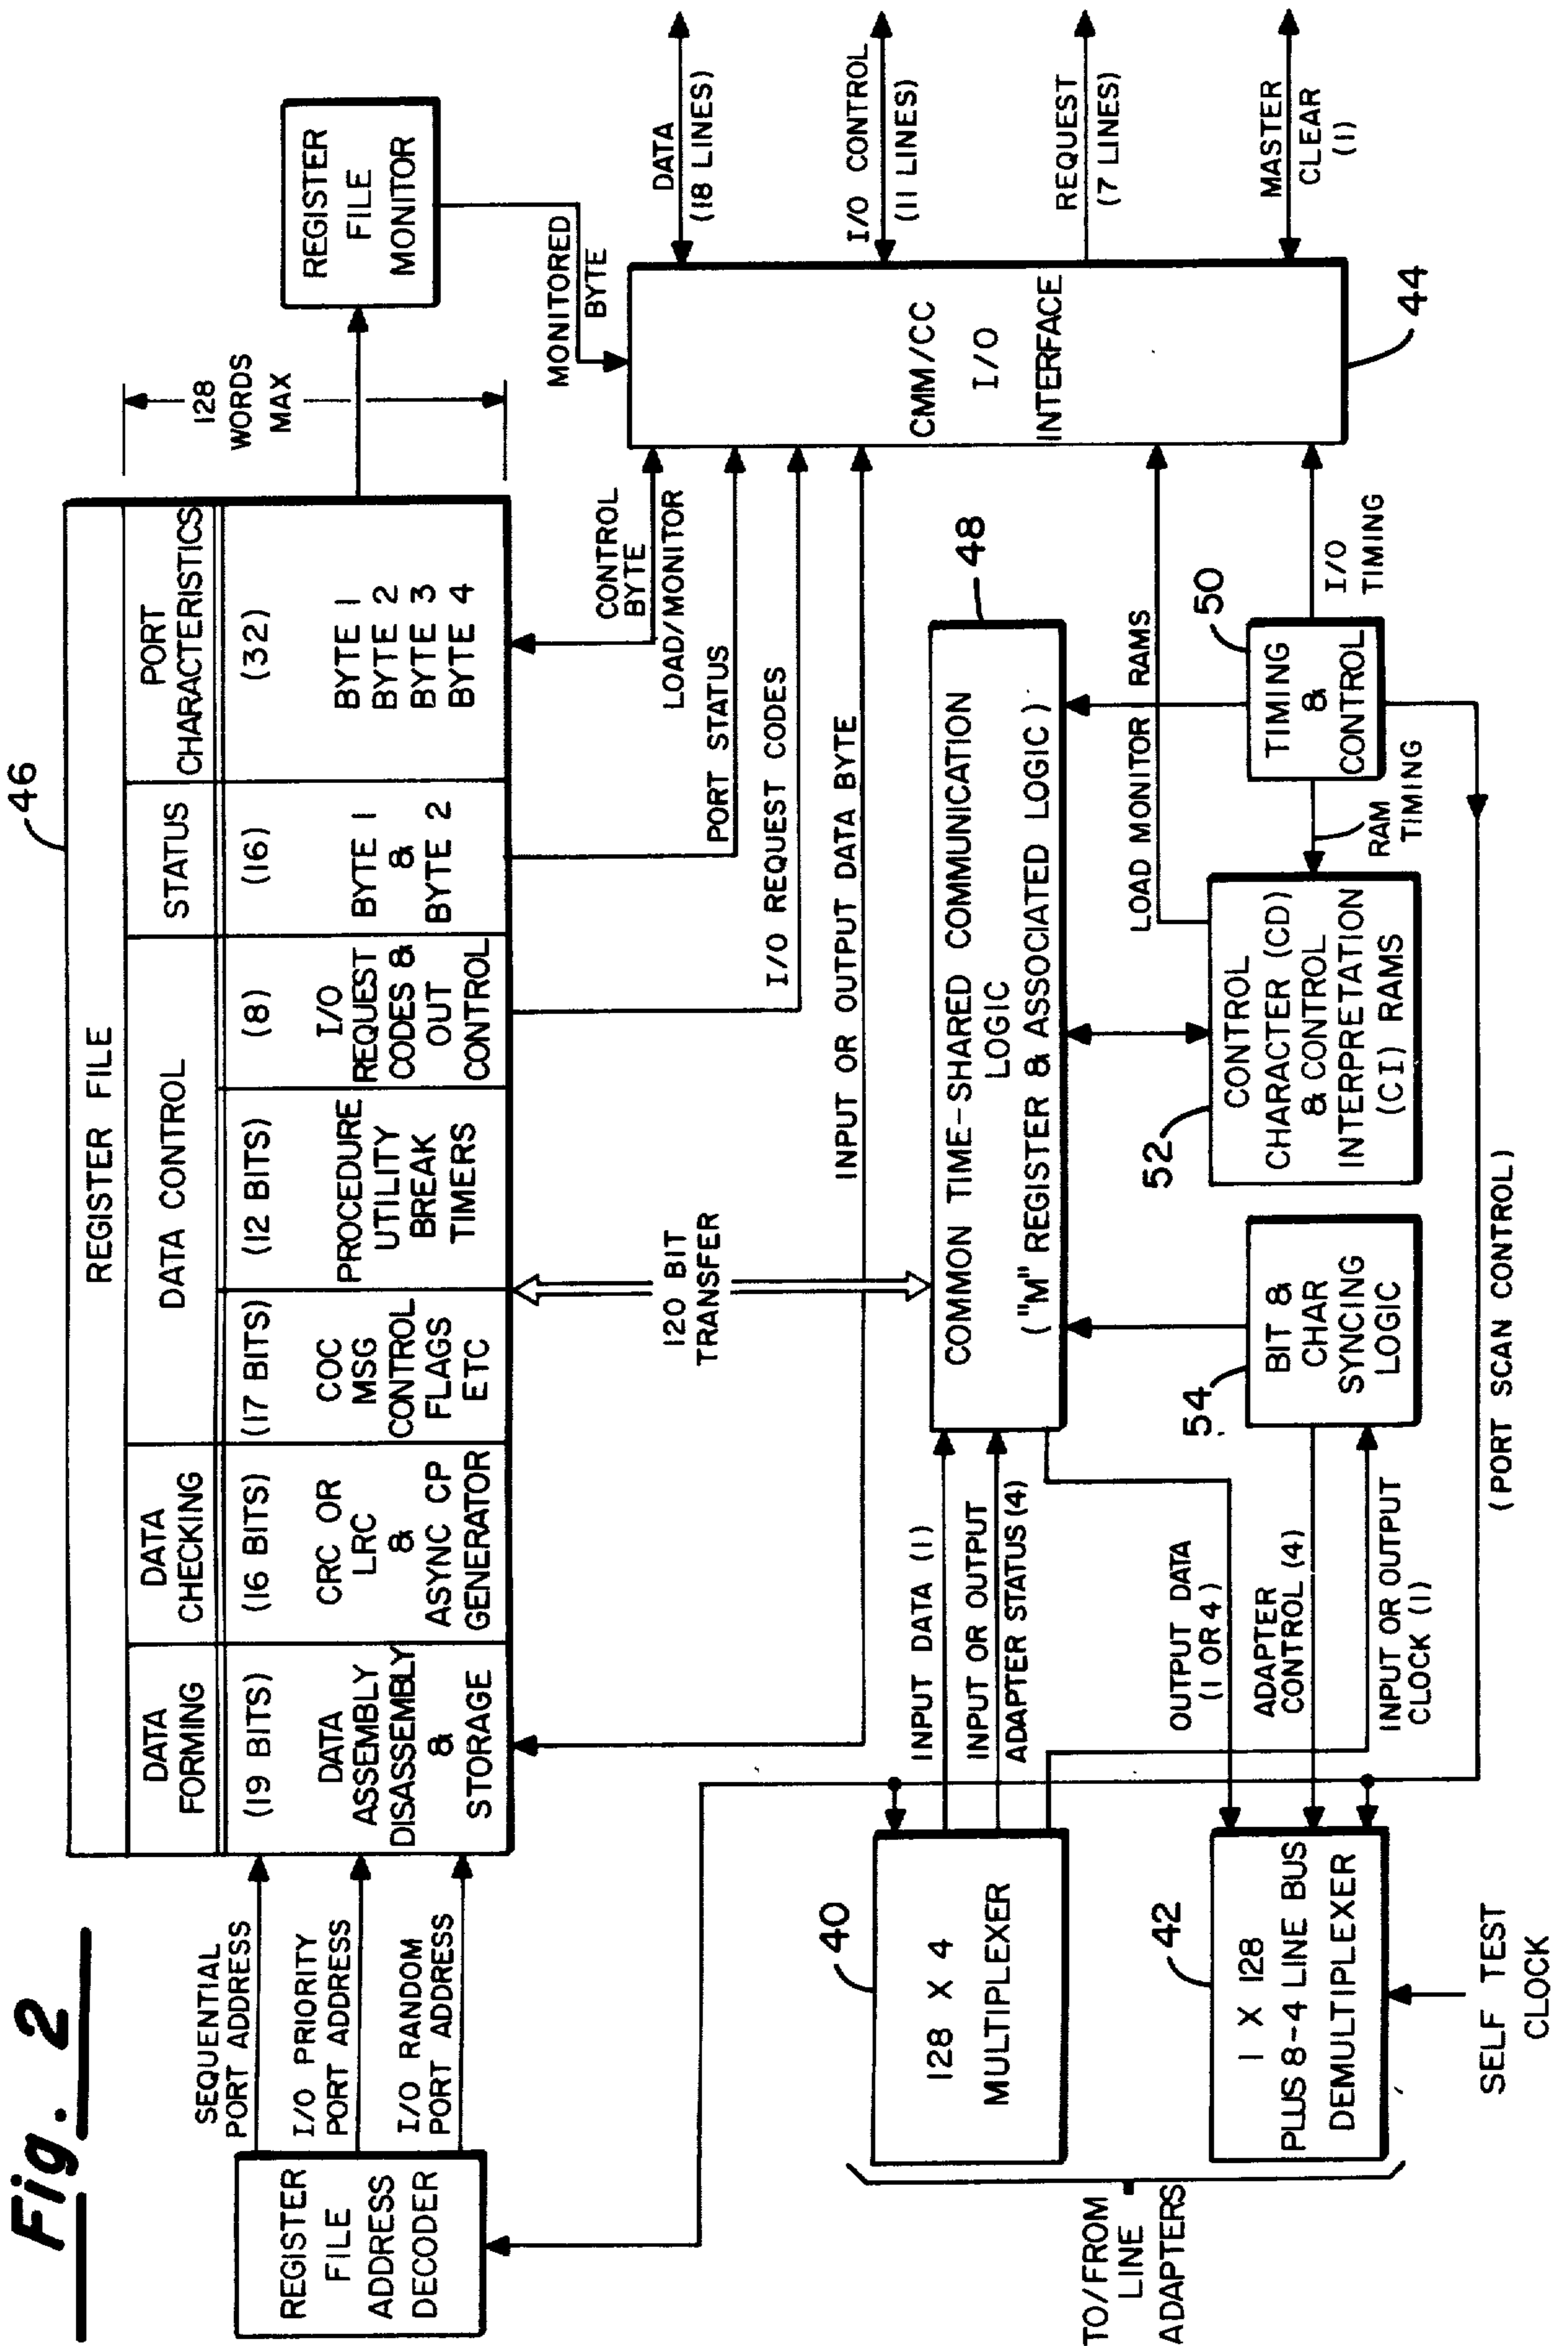 Fig. 2
46
REGISTER FILE
DATA
FORMING
DATA
CHECKING
DATA CONTROL
STATUS
PORT
CHARACTERISTICS
(19 BITS)
(16 BITS)
(17 BITS)
(12 BITS)
(8)
(16)
(32)
DATA
ASSEMBLY
DISASSEMBLY
&
STORAGE
CRC OR
LRC
&
ASYNC CP
GENERATOR
COC
MSG
CONTROL
FLAGS
ETC
PROCEDURE
UTILITY
BREAK
TIMERS
I/O
REQUEST
CODES &
OUT
CONTROL
BYTE 1
&
BYTE 2
BYTE 1
BYTE 2
BYTE 3
BYTE 4
128
WORDS
MAX
REGISTER
FILE
MONITOR
MONITORED
BYTE
REGISTER
FILE
ADDRESS
DECODER
SEQUENTIAL
PORT ADDRESS
I/O PRIORITY
PORT ADDRESS
I/O RANDOM
PORT ADDRESS
120 BIT
TRANSFER
CONTROL
BYTE
LOAD/MONITOR
PORT STATUS
I/O REQUEST CODES
INPUT OR OUTPUT DATA BYTE
CMM/CC
I/O
INTERFACE
44
DATA
(18 LINES)
I/O CONTROL
(11 LINES)
REQUEST
(7 LINES)
MASTER
CLEAR
(1)
48
COMMON TIME-SHARED COMMUNICATION
LOGIC
("M" REGISTER & ASSOCIATED LOGIC)
LOAD MONITOR RAMS
50
TIMING
&
CONTROL
I/O
TIMING
RAM
TIMING
52
CONTROL
CHARACTER (CD)
& CONTROL
INTERPRETATION
(CI) RAMS
54
BIT &
CHAR
SYNCING
LOGIC
INPUT DATA (1)
INPUT OR OUTPUT
ADAPTER STATUS (4)
OUTPUT DATA
(1 OR 4)
ADAPTER
CONTROL (4)
INPUT OR OUTPUT
CLOCK (1)
(PORT SCAN CONTROL)
40
128 X 4
MULTIPLEXER
42
1 X 128
PLUS 8-4 LINE BUS
DEMULTIPLEXER
TO/FROM
LINE
ADAPTERS
SELF TEST
CLOCK